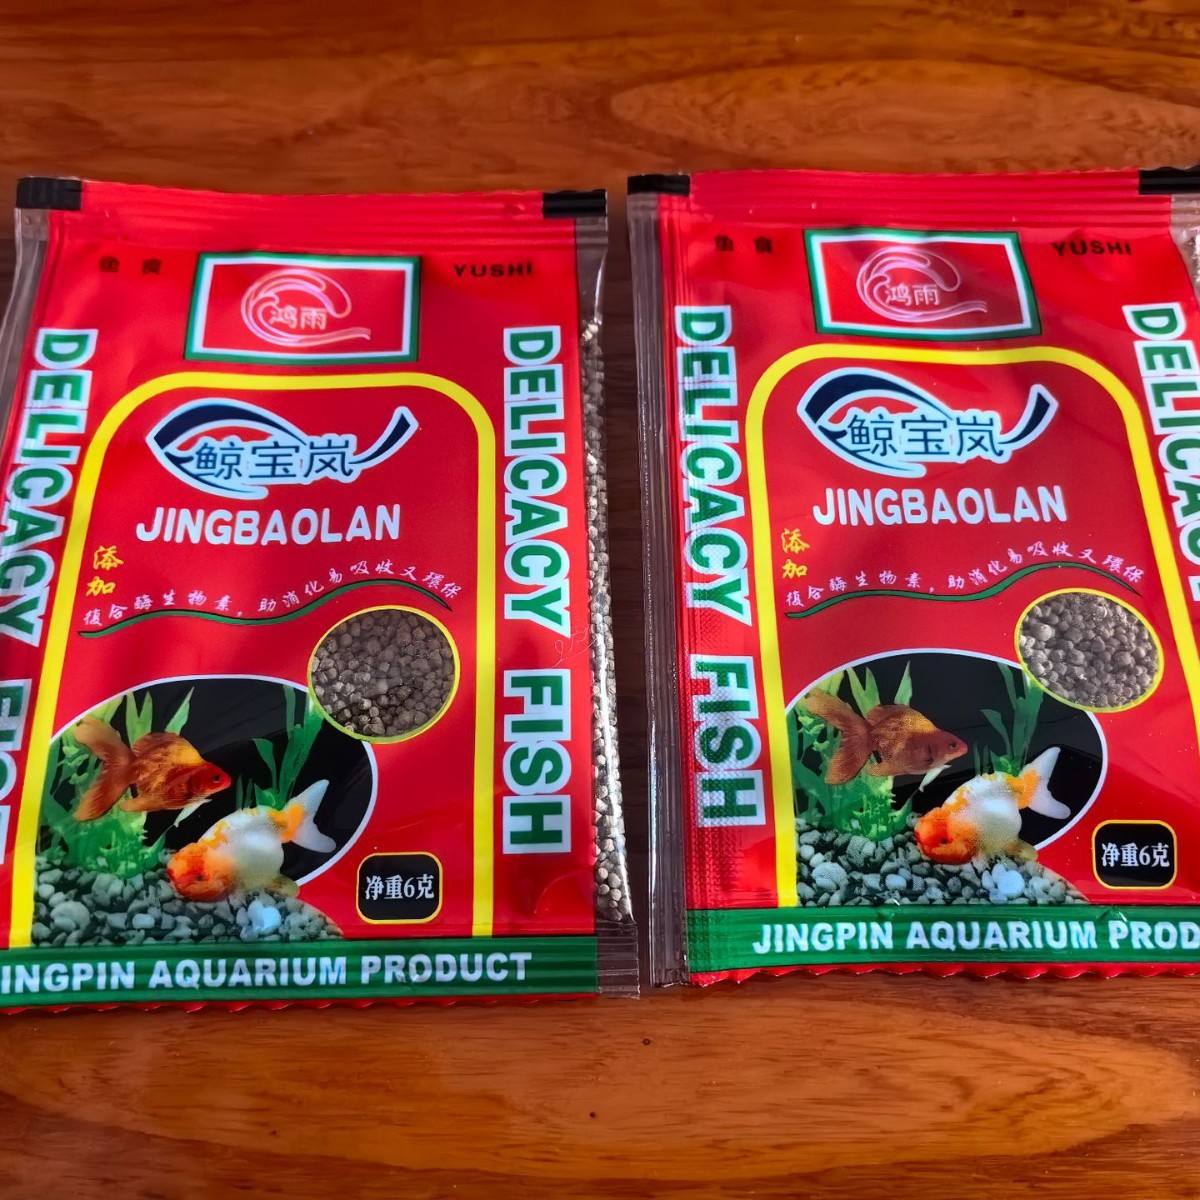 鱼食
YUSHI
鸿雨
DELICACY FISH
DELICACY FISH
鲸宝岚
JINGBAOLAN
添加
復合酶生物素，助消化易吸收又環保
净重6克
INGPIN AQUARIUM PRODUCT
鱼食
YUSHI
鸿雨
DELICACY FISH
DELICAC
鲸宝岚
JINGBAOLAN
添加
復合酶生物素，助消化易吸收又環保
净重6克
JINGPIN AQUARIUM PROD